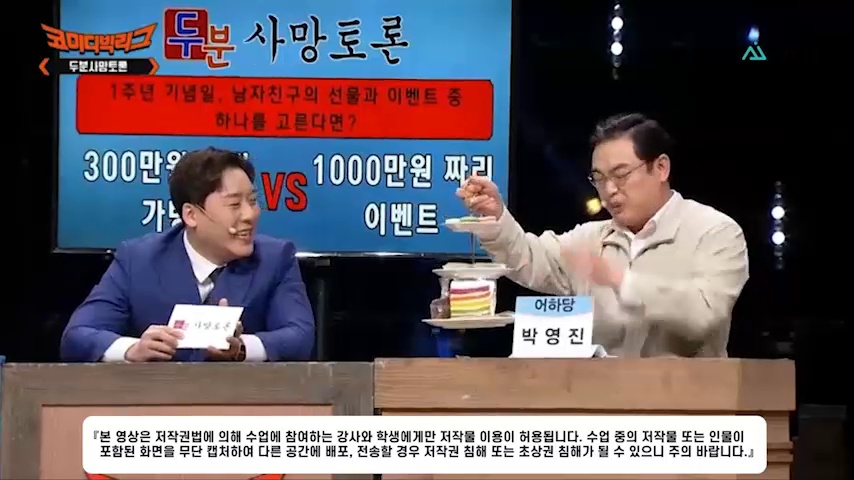 코미디빅리그
두분사망토론
두분 사망토론
1주년 기념일, 남자친구의 선물과 이벤트 중
하나를 고른다면?
300만원
VS
1000만원 짜리
이벤트
두분 사망토론
어하당
박영진
『본 영상은 저작권법에 의해 수업에 참여하는 강사와 학생에게만 저작물 이용이 허용됩니다. 수업 중의 저작물 또는 인물이
포함된 화면을 무단 캡처하여 다른 공간에 배포, 전송할 경우 저작권 침해 또는 초상권 침해가 될 수 있으니 주의 바랍니다.』